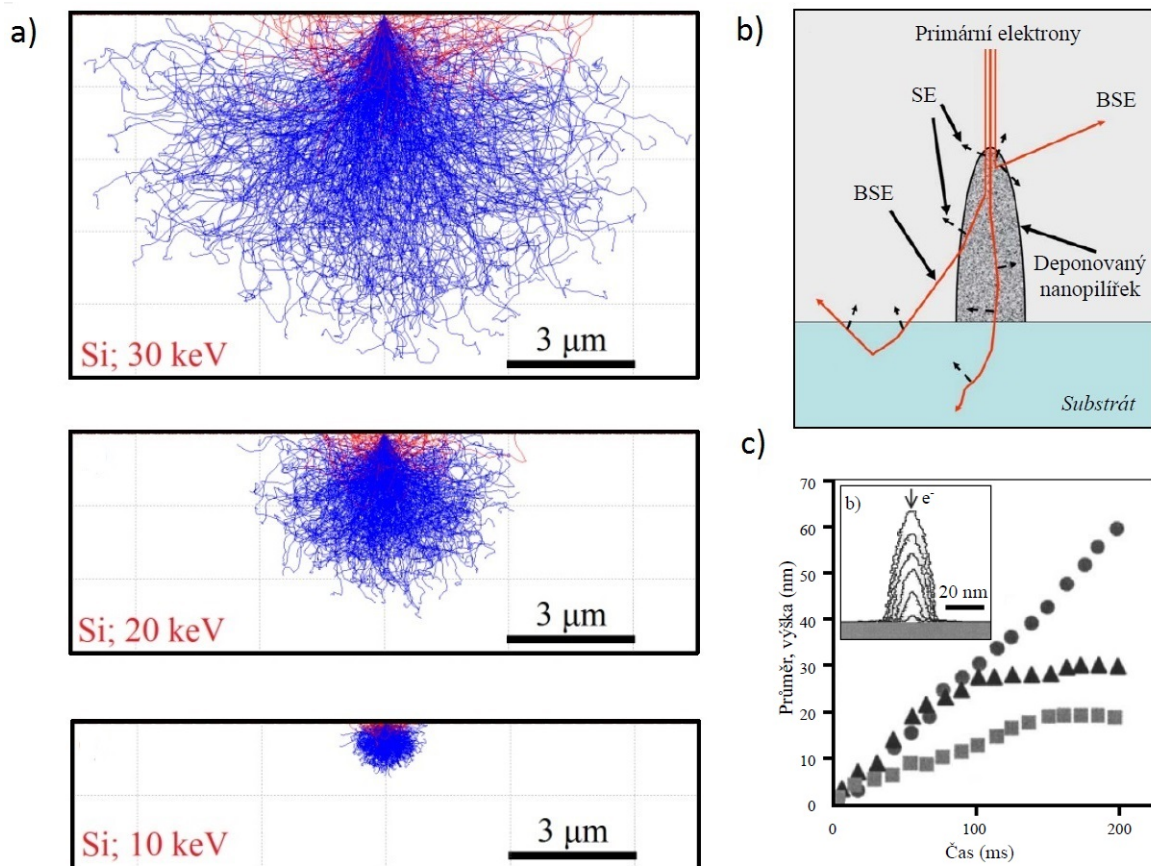 a)
Si; 30 keV
3 μm
Si; 20 keV
3 μm
Si; 10 keV
3 μm
b)
Primární elektrony
SE
BSE
BSE
Deponovaný
nanopilířek
Substrát
c)
Průměr, výška (nm)
70
60
50
40
30
20
10
0
b)
e-
20 nm
0
100
200
Čas (ms)